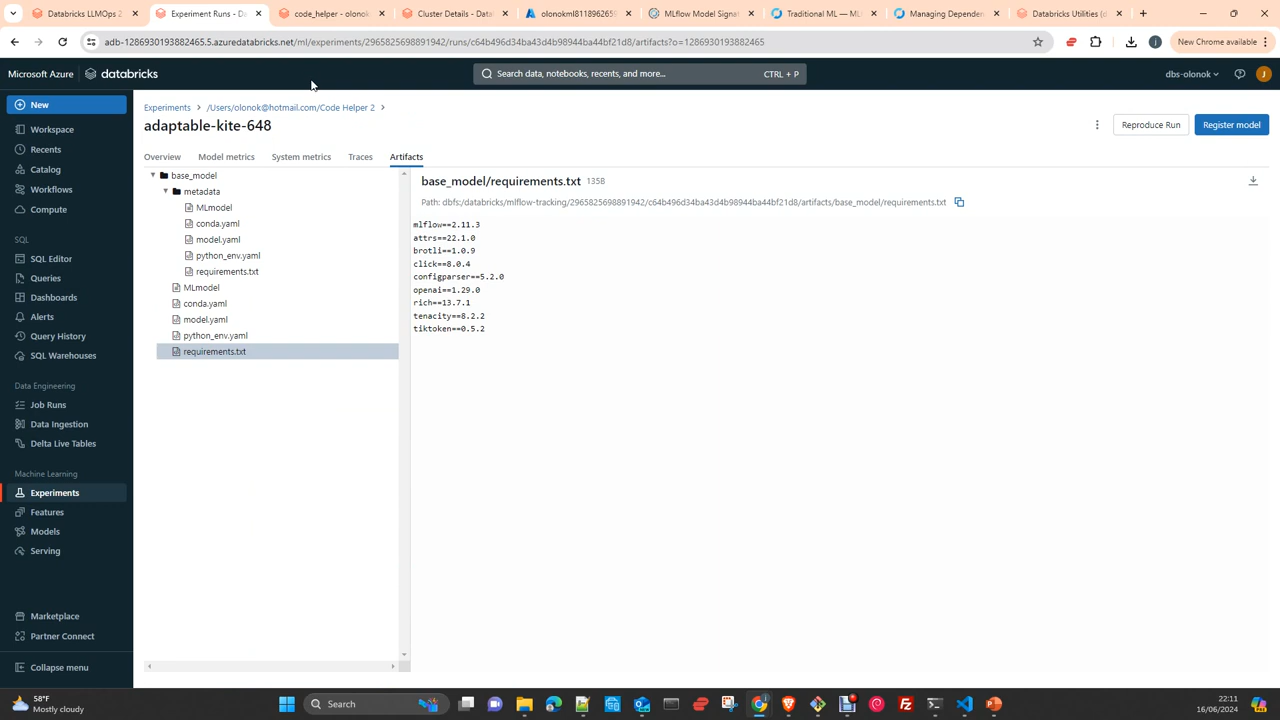 Databricks LLMOps 2
Experiment Runs - Da
code_helper - olonok
Cluster Details - Datab
olonokml8118962659
MLflow Model Signat
Traditional ML — ML
Managing Depender
Databricks Utilities (d
adb-1286930193882465.5.azuredatabricks.net/ml/experiments/2965825698891942/runs/c64b496d34ba43d4b98944ba44bf21d8/artifacts?o=1286930193882465
New Chrome available
Microsoft Azure
databricks
Search data, notebooks, recents, and more...
CTRL + P
dbs-olonok
J
New
Workspace
Recents
Catalog
Workflows
Compute
SQL
SQL Editor
Queries
Dashboards
Alerts
Query History
SQL Warehouses
Data Engineering
Job Runs
Data Ingestion
Delta Live Tables
Machine Learning
Experiments
Features
Models
Serving
Marketplace
Partner Connect
Collapse menu
Experiments > /Users/olonok@hotmail.com/Code Helper 2 >
adaptable-kite-648
Reproduce Run
Register model
Overview
Model metrics
System metrics
Traces
Artifacts
base_model
metadata
MLmodel
conda.yaml
model.yaml
python_env.yaml
requirements.txt
MLmodel
conda.yaml
model.yaml
python_env.yaml
requirements.txt
base_model/requirements.txt 135B
Path: dbfs:/databricks/mlflow-tracking/2965825698891942/c64b496d34ba43d4b98944ba44bf21d8/artifacts/base_model/requirements.txt
mlflow==2.11.3
attrs==22.1.0
brotli==1.0.9
click==8.0.4
configparser==5.2.0
openai==1.29.0
rich==13.7.1
tenacity==8.2.2
tiktoken==0.5.2
58°F
Mostly cloudy
Search
22:11
16/06/2024